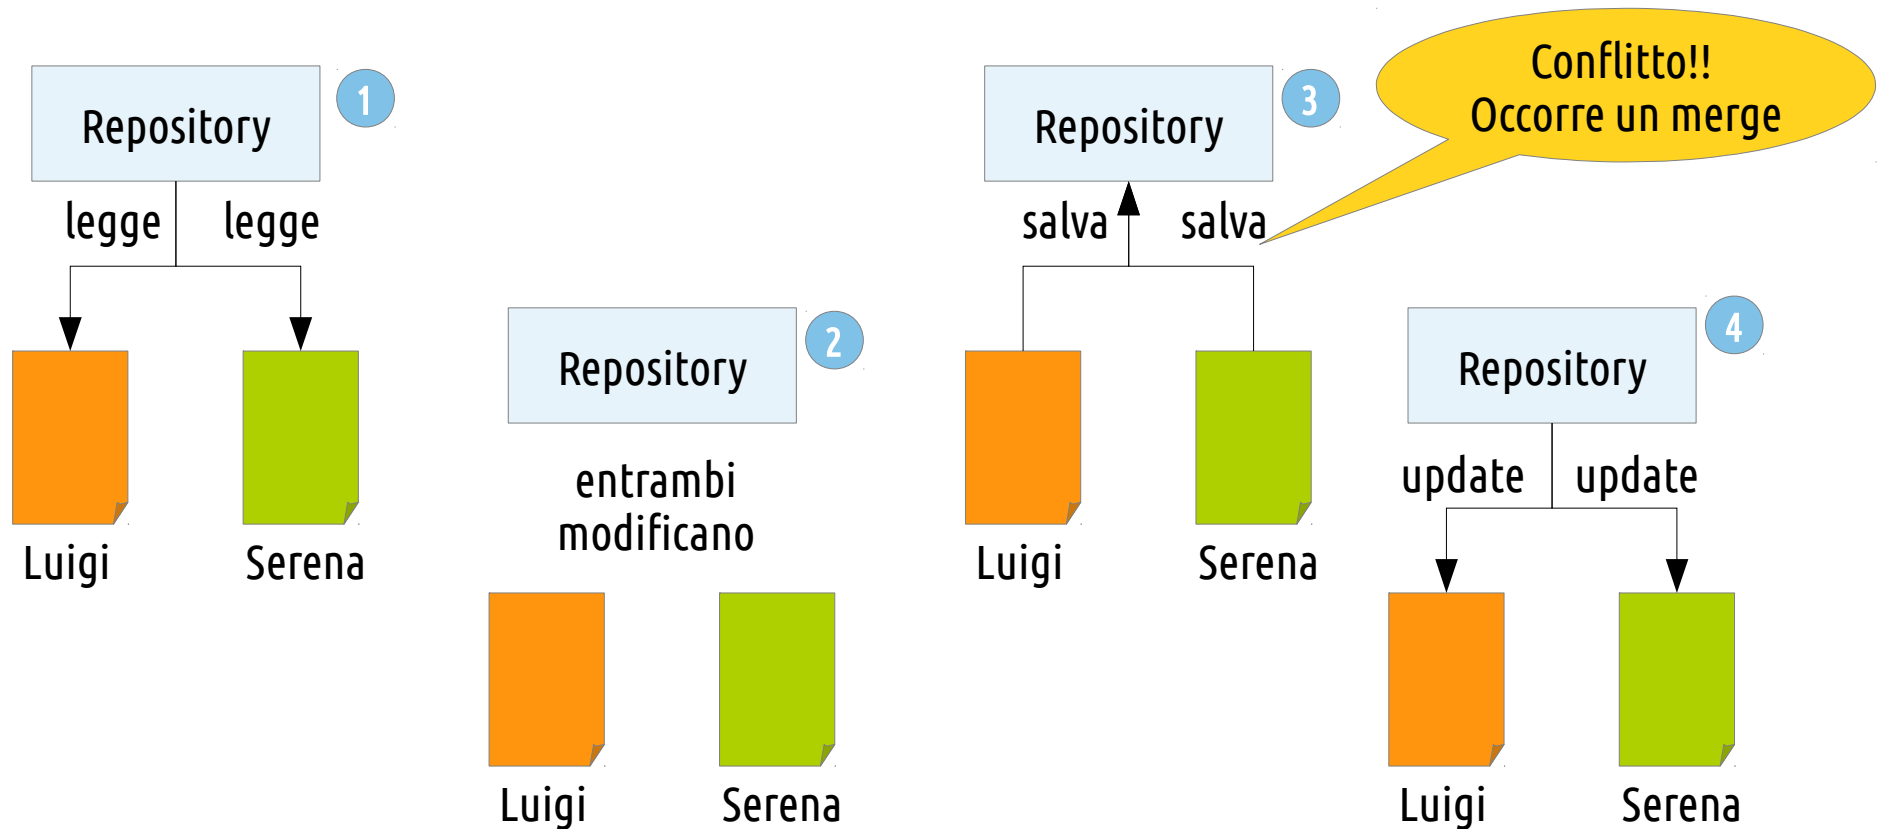 Repository
1
legge
legge
Luigi
Serena
Repository
2
entrambi
modificano
Luigi
Serena
Repository
3
Conflitto!!
Occorre un merge
salva
salva
Luigi
Serena
Repository
4
update
update
Luigi
Serena